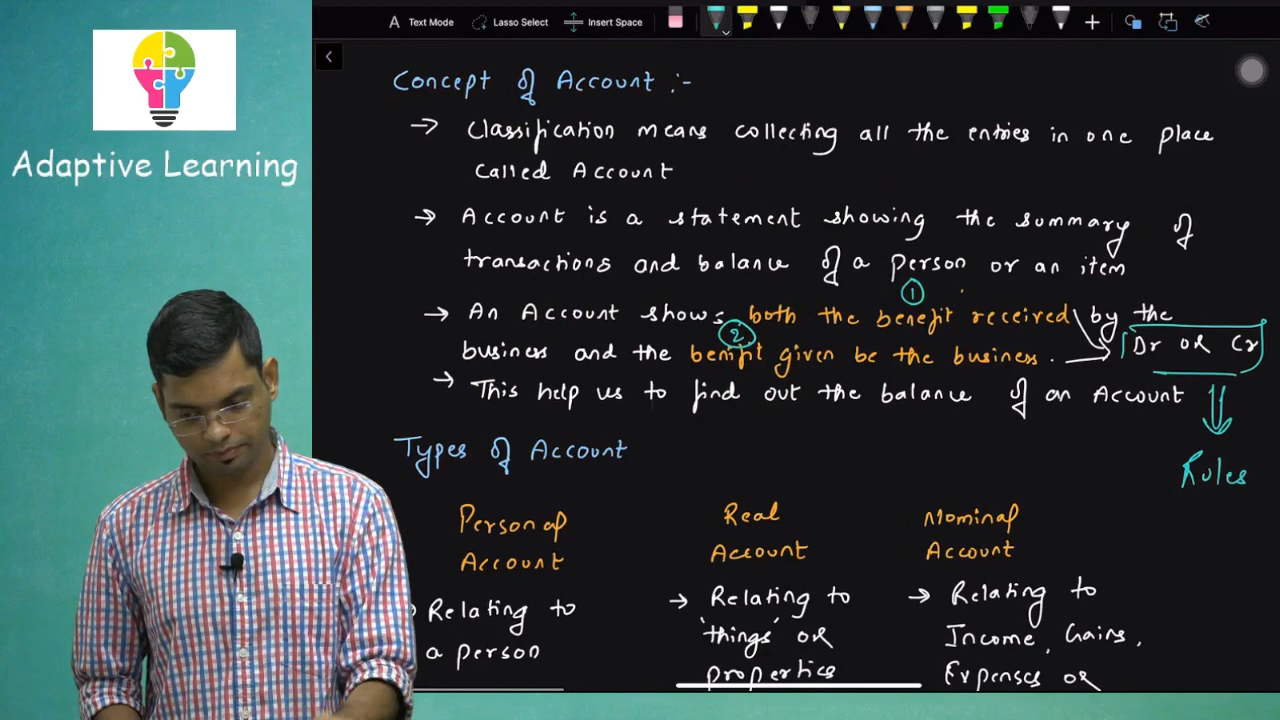 Text Mode
Lasso Select
Insert Space
Adaptive Learning
Concept of Account :-
→ Classification means collecting all the entries in one place
called Account
→ Account is a statement showing the summary of
transactions and balance of a person or an item
→ An Account shows both the benefit received by the
business and the benifit given be the business.
1
2
Dr or Cr
→ This help us to find out the balance of an Account
Rules
Types of Account
Personal
Account
→ Relating to
a person
Real
Account
→ Relating to
'things' or
properties
Nominal
Account
→ Relating to
Income, Gains,
Expenses or